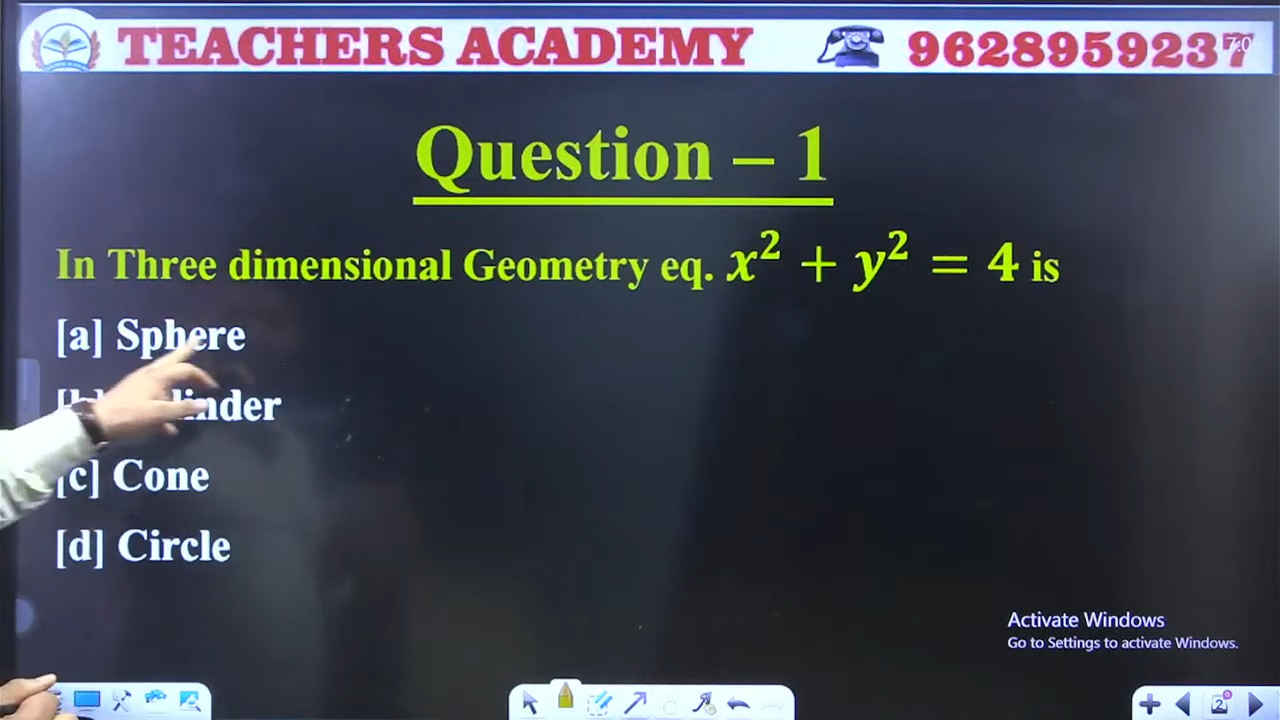 TEACHERS ACADEMY 9628959237
Question – 1
In Three dimensional Geometry eq. x² + y² = 4 is
[a] Sphere
[c] Cone
[d] Circle
Activate Windows
Go to Settings to activate Windows.
2